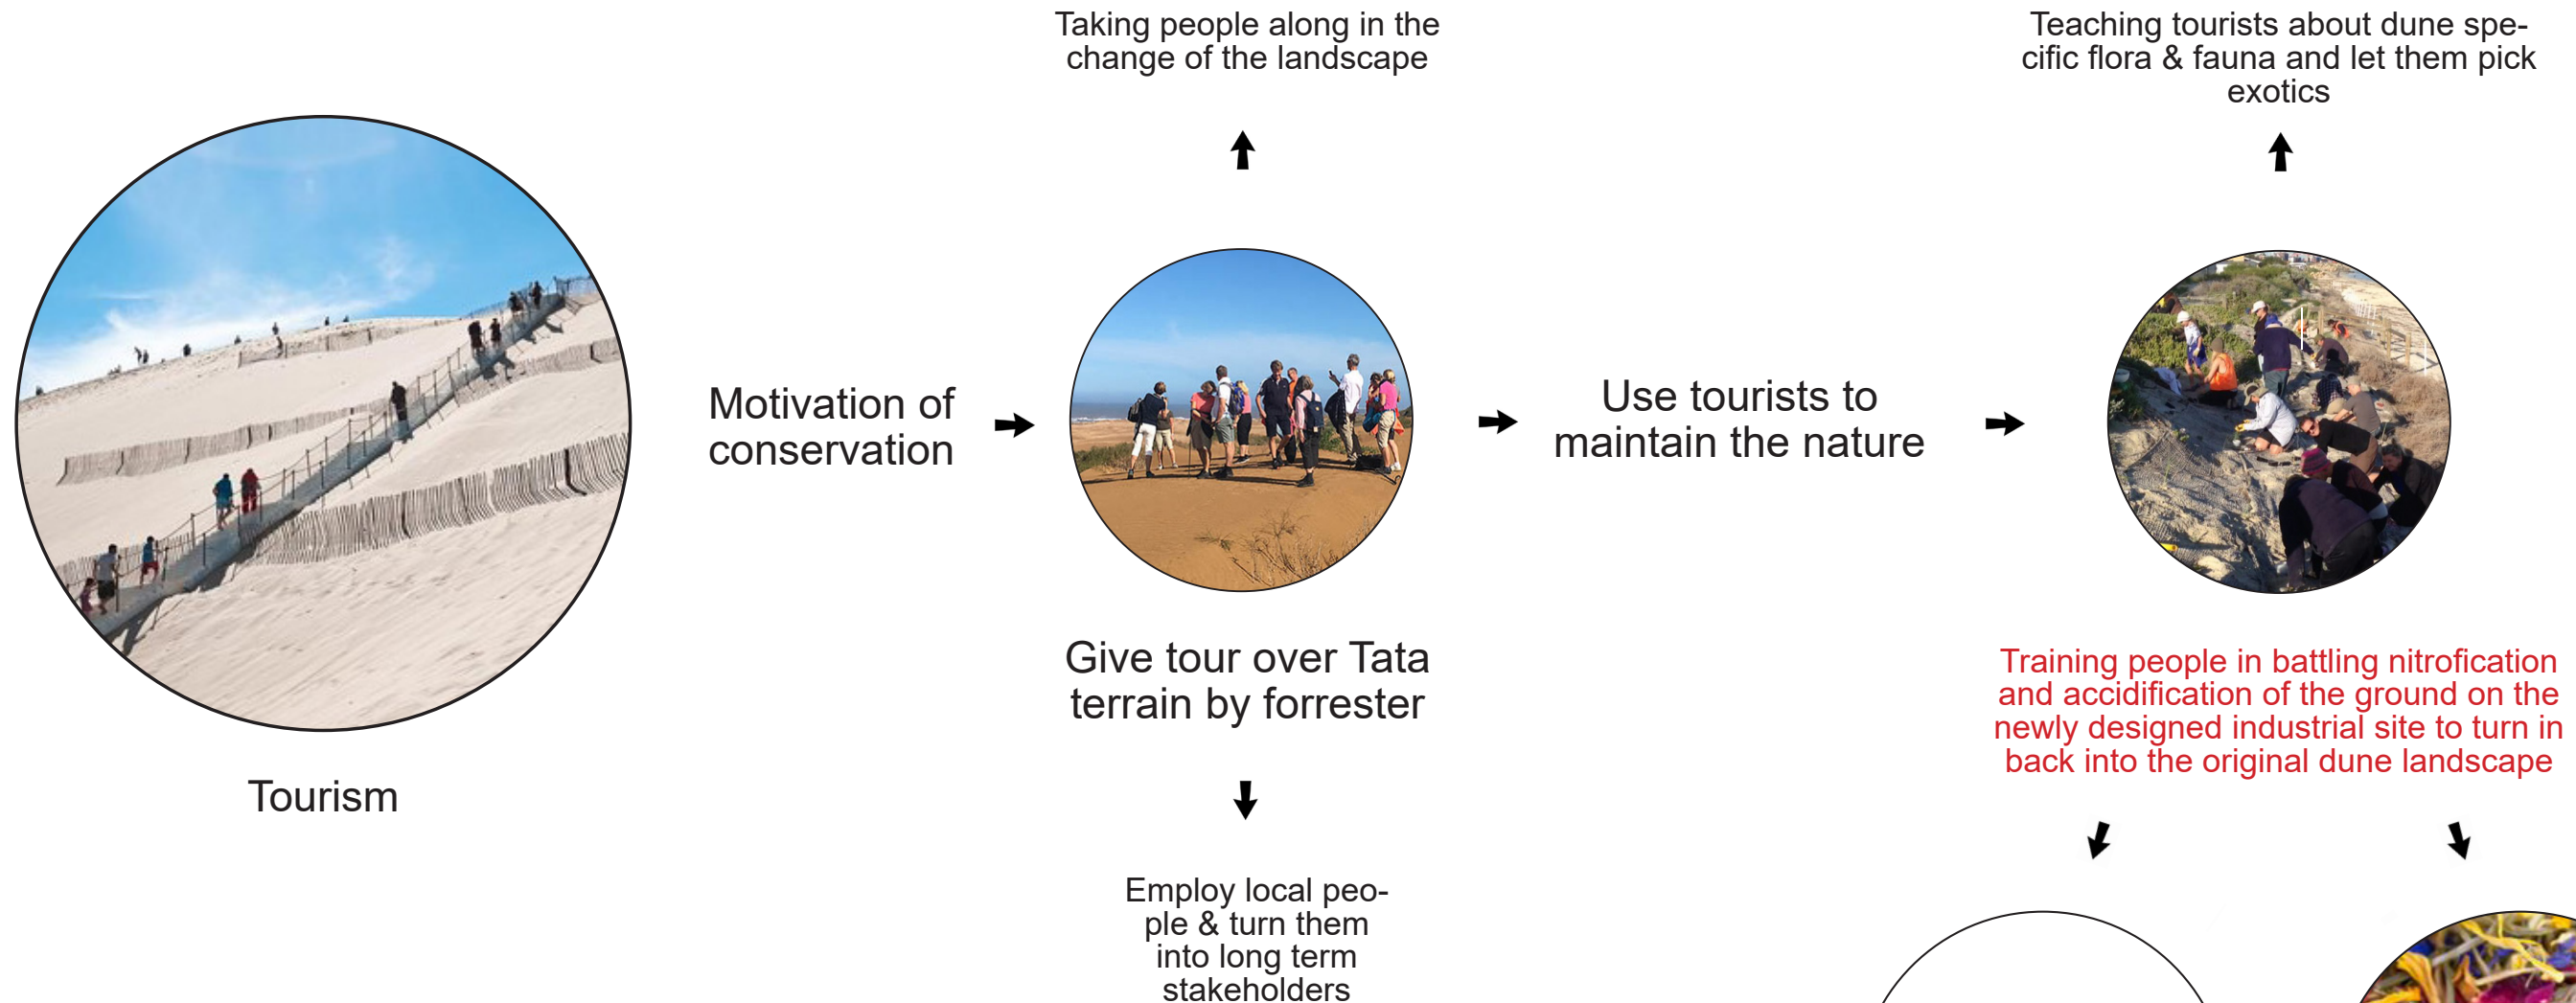 Taking people along in the
change of the landscape
Teaching tourists about dune spe-
cific flora & fauna and let them pick
exotics
Motivation of
conservation
Use tourists to
maintain the nature
Give tour over Tata
terrain by forrester
Training people in battling nitrofication
and accidification of the ground on the
newly designed industrial site to turn in
back into the original dune landscape
Tourism
Employ local peo-
ple & turn them
into long term
stakeholders